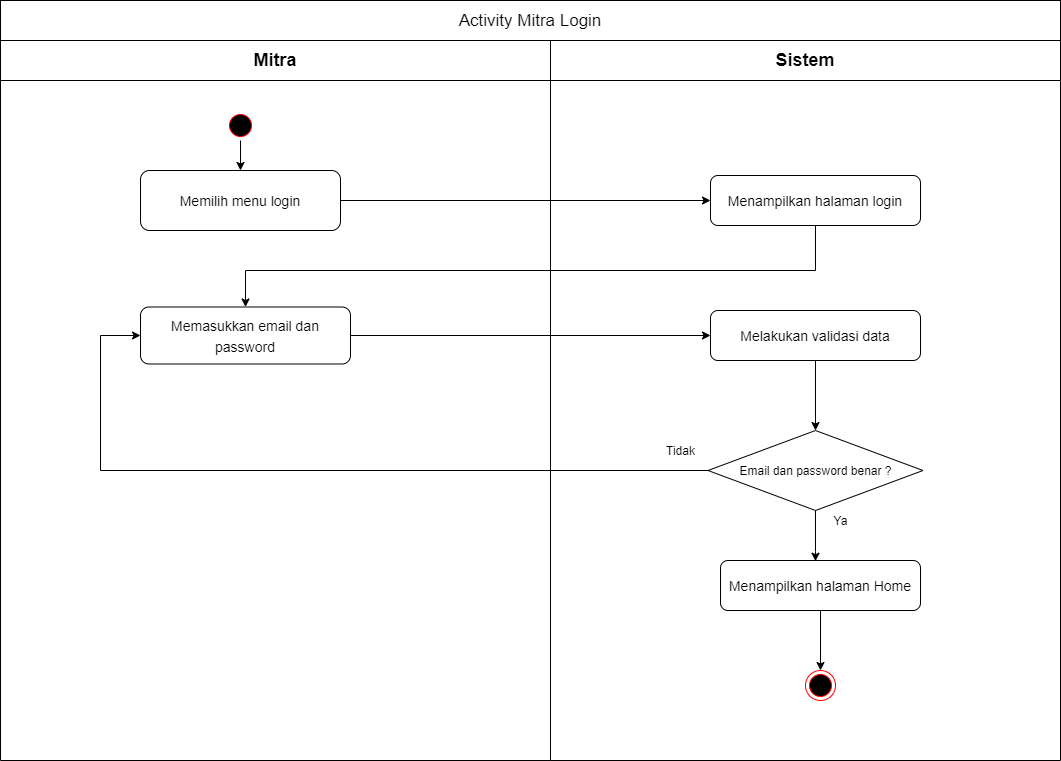 Activity Mitra Login
Mitra
Sistem
Memilih menu login
Menampilkan halaman login
Memasukkan email dan
password
Melakukan validasi data
Tidak
Email dan password benar ?
Ya
Menampilkan halaman Home